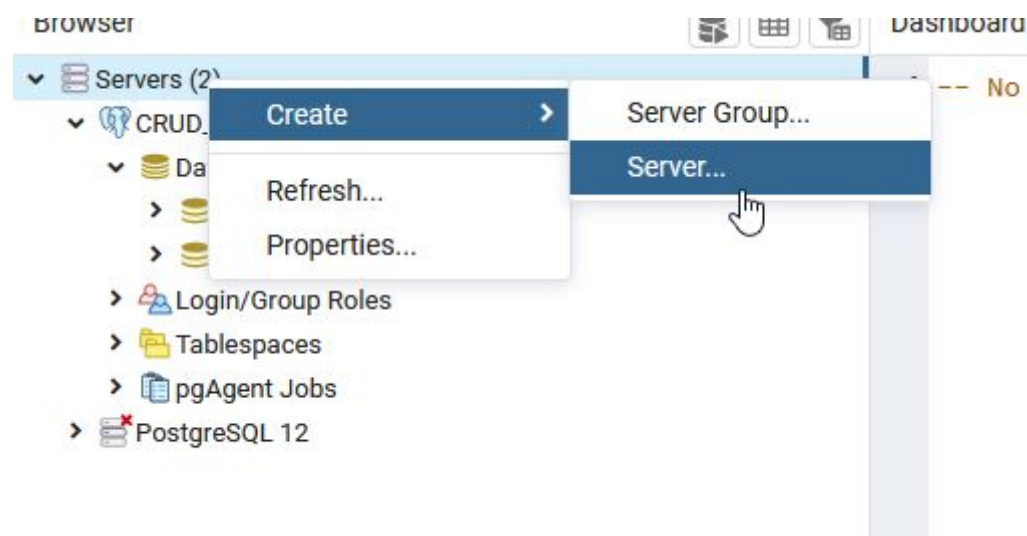 Browser
Dashboard
Servers (2)
-- No
Create
Server Group...
CRUD_
Server...
Da
Refresh...
Properties...
Login/Group Roles
Tablespaces
pgAgent Jobs
PostgreSQL 12